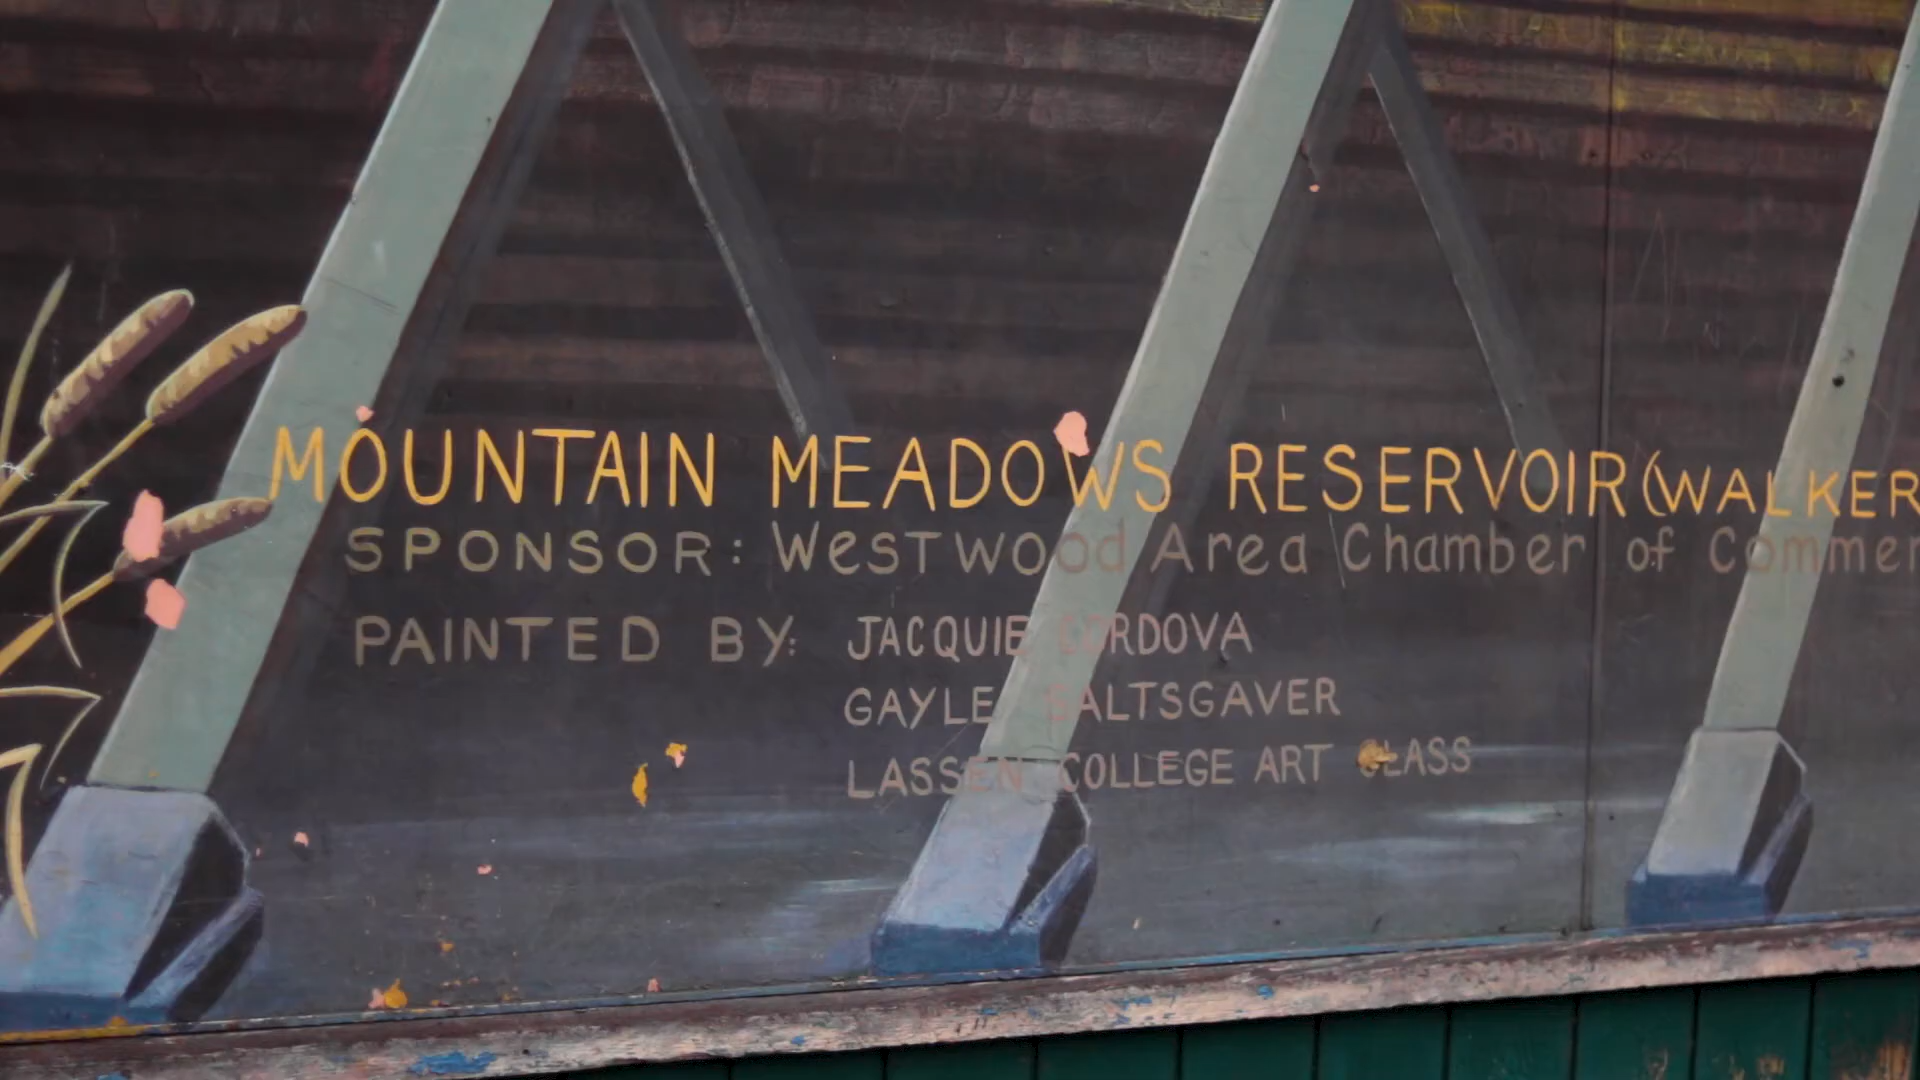 MOUNTAIN MEADOWS RESERVOIR (WALKER
SPONSOR: Westwood Area Chamber of Commer
PAINTED BY: JACQUIE CORDOVA
GAYLE SALTSGAVER
LASSEN COLLEGE ART CLASS